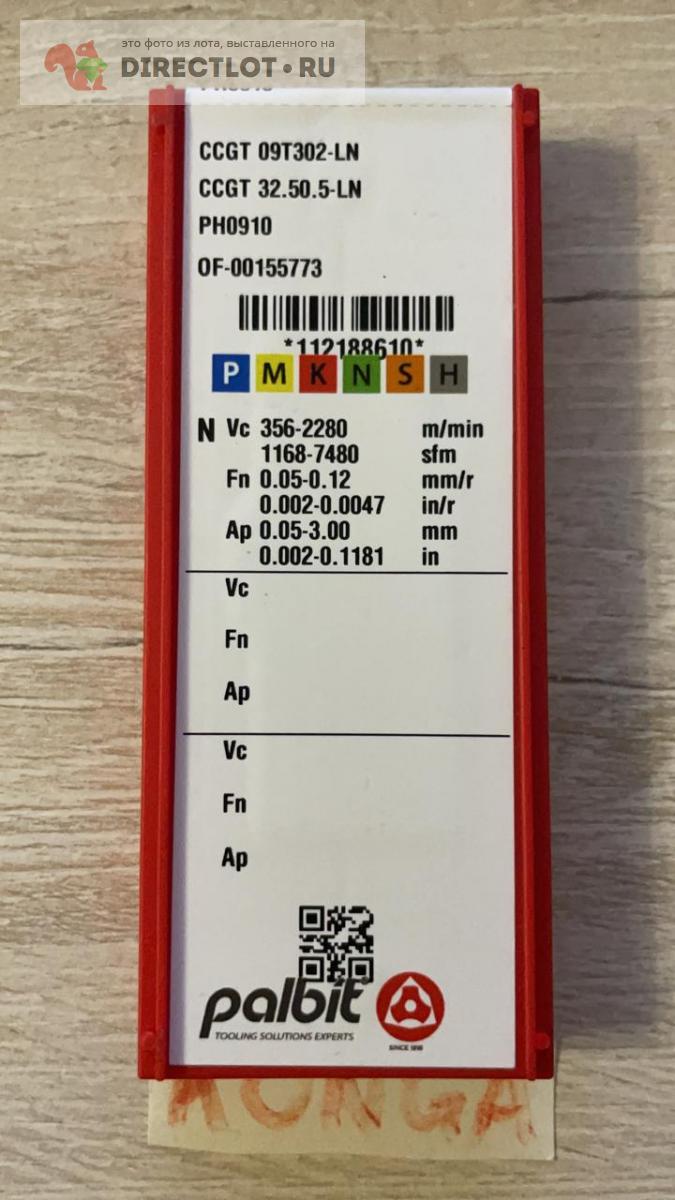 это фото из лота, выставленного на
DIRECTLOT.RU
CCGT 09T302-LN
CCGT 32.50.5-LN
PH0910
OF-00155773
*112188610*
P M K N S H
N Vc 356-2280 m/min
1168-7480 sfm
Fn 0.05-0.12 mm/r
0.002-0.0047 in/r
Ap 0.05-3.00 mm
0.002-0.1181 in
Vc
Fn
Ap
Vc
Fn
Ap
palbit
TOOLING SOLUTIONS EXPERTS